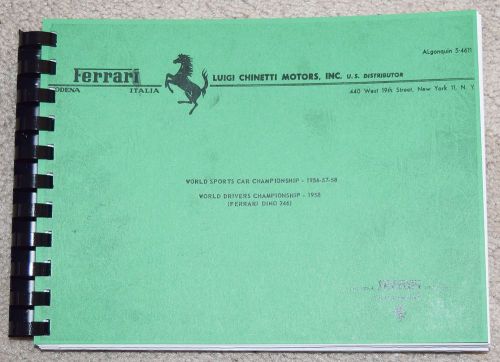 ALgonquin 5-4611
Ferrari
MODENA ITALIA
LUIGI CHINETTI MOTORS, INC. U. S. DISTRIBUTOR
440 West 19th Street, New York 11, N. Y.
WORLD SPORTS CAR CHAMPIONSHIP - 1956-57-58
WORLD DRIVERS CHAMPIONSHIP - 1958
(FERRARI DINO 246)